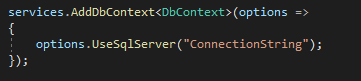 services.AddDbContext<DbContext>(options =>
{
    options.UseSqlServer("ConnectionString");
});